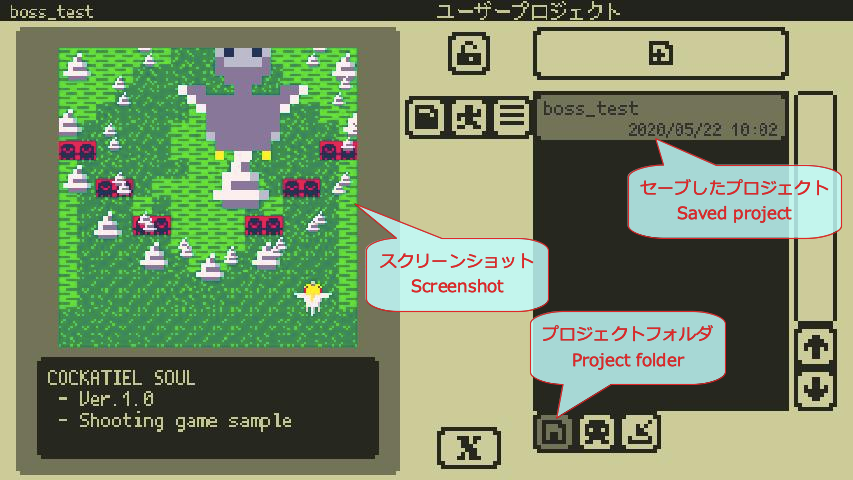 boss_test
ユーザープロジェクト
boss_test
2020/05/22 10:02
セーブしたプロジェクト
Saved project
スクリーンショット
Screenshot
プロジェクトフォルダ
Project folder
COCKATIEL SOUL
- Ver.1.0
- Shooting game sample
X